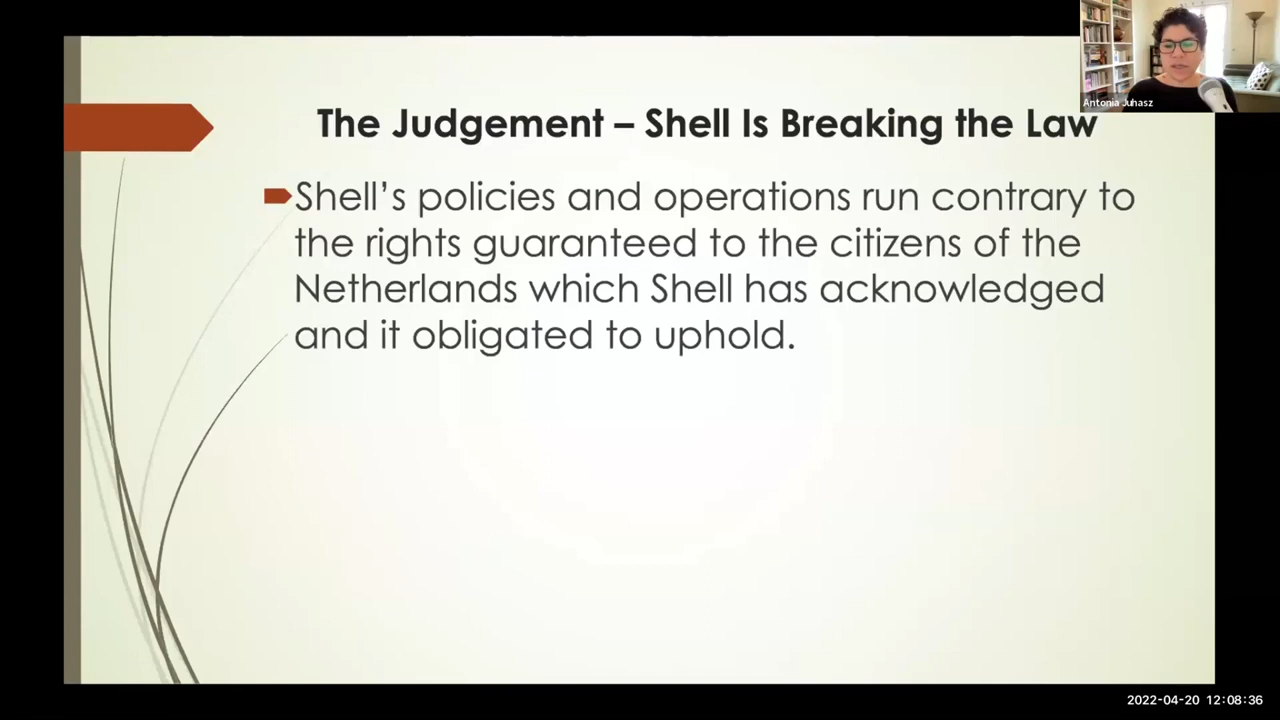 Antonia Juhasz
The Judgement – Shell Is Breaking the Law
Shell’s policies and operations run contrary to
the rights guaranteed to the citizens of the
Netherlands which Shell has acknowledged
and it obligated to uphold.
2022-04-20 12:08:36